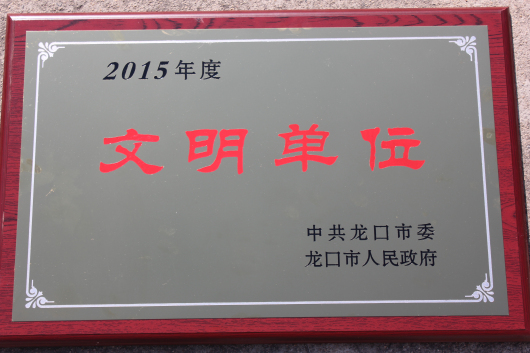 2015年度
文明单位
中共龙口市委
龙口市人民政府